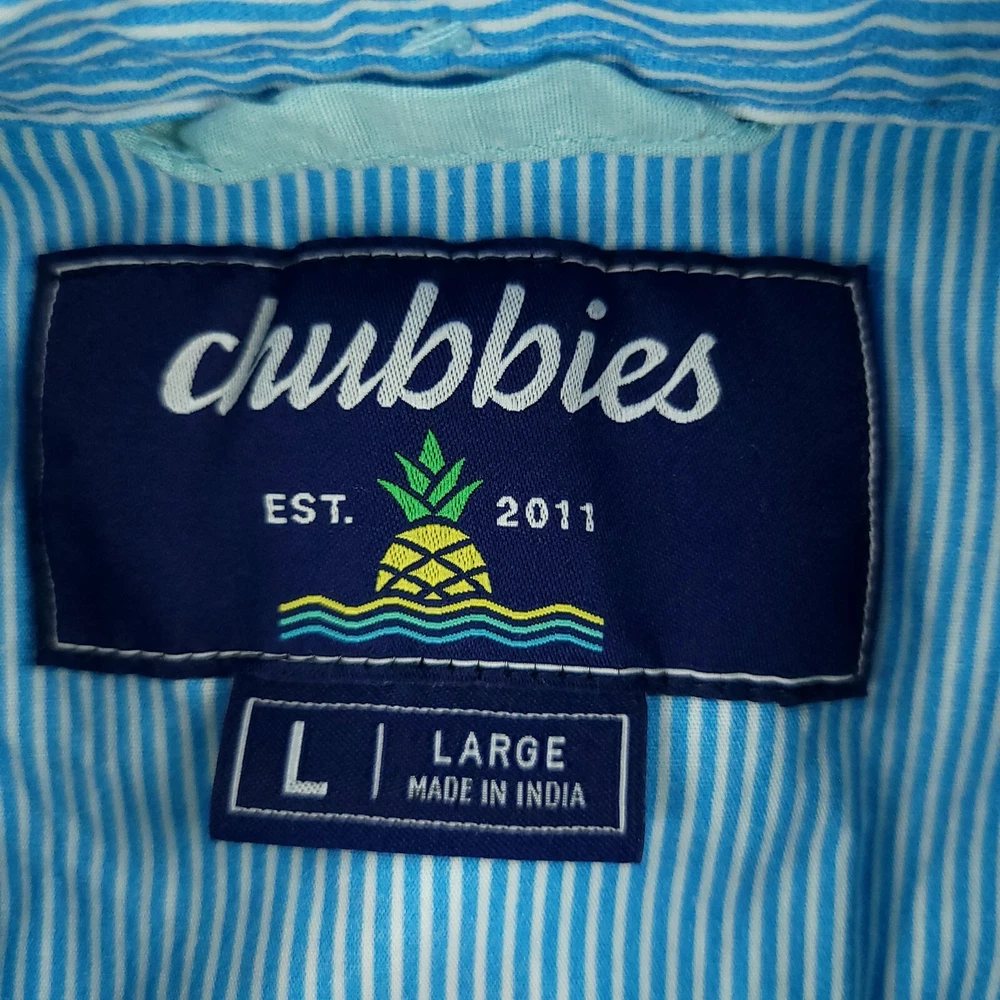 chubbies
EST. 2011
L | LARGE
MADE IN INDIA